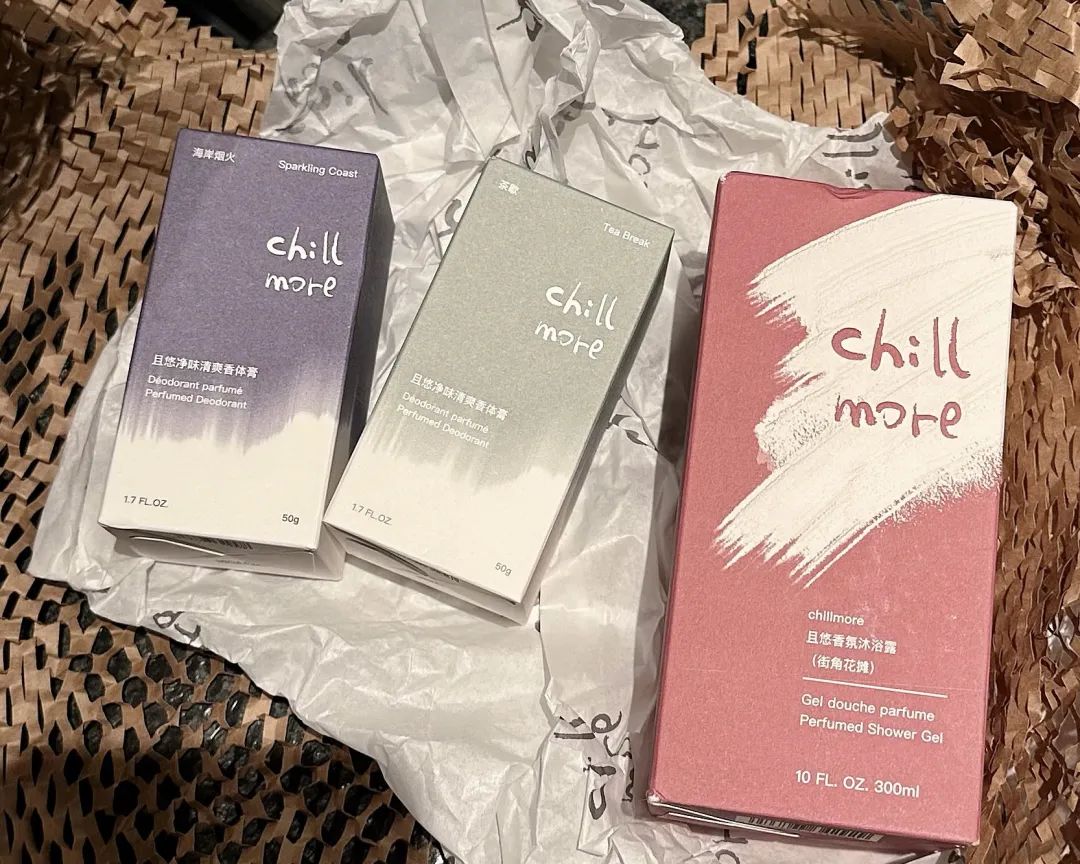 海岸烟火
Sparkling Coast
chill
more
且悠净味清爽香体膏
Déodorant parfumé
Perfumed Deodorant
1.7 FL.OZ.
50g
茶歇
Tea Break
chill
more
且悠净味清爽香体膏
Déodorant parfumé
Perfumed Deodorant
1.7 FL.OZ.
50g
chill
more
chillmore
且悠香氛沐浴露
（街角花摊）
Gel douche parfume
Perfumed Shower Gel
10 FL. OZ. 300ml